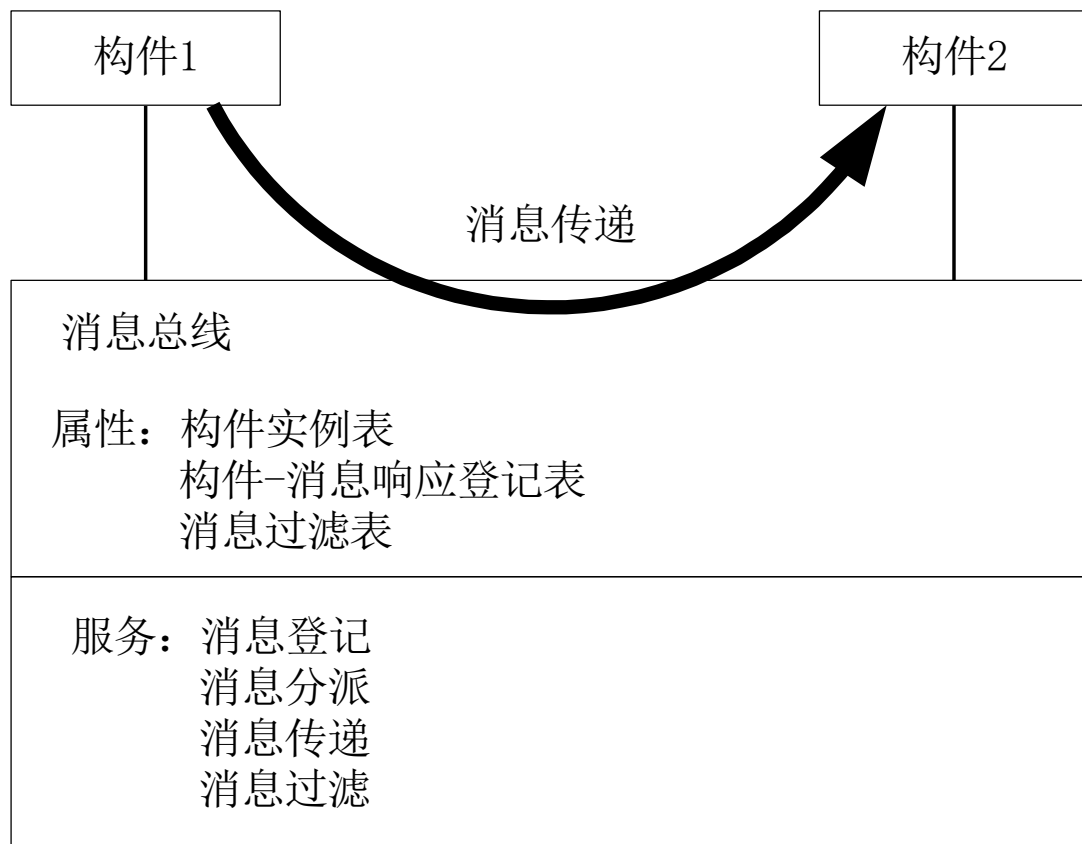 构件1
构件2
消息传递
消息总线
属性：构件实例表
构件-消息响应登记表
消息过滤表
服务：消息登记
消息分派
消息传递
消息过滤